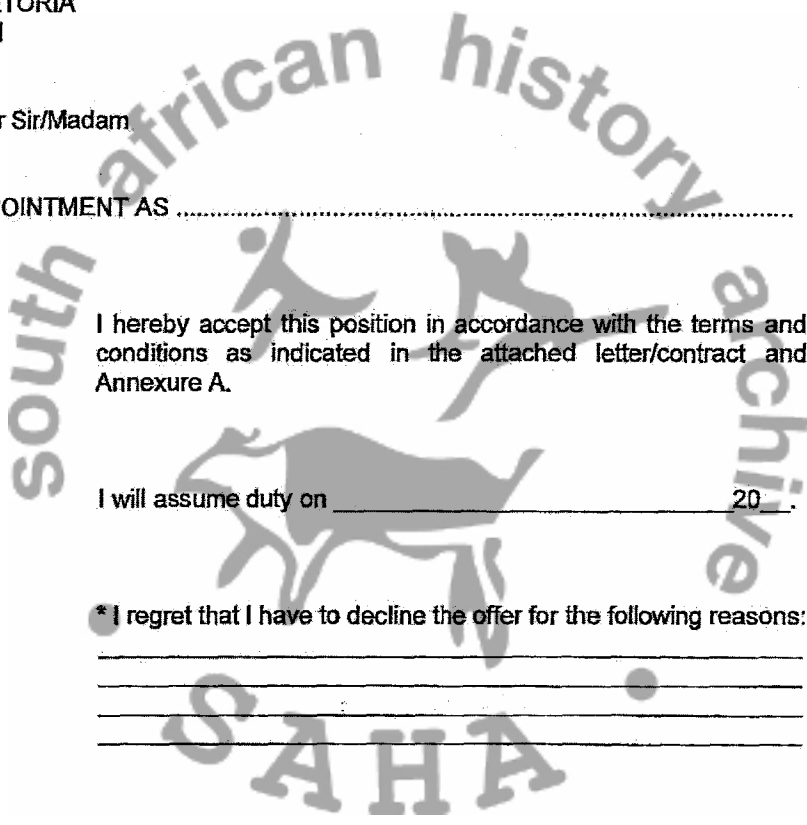 ETORIA
r Sir/Madam
OINTMENT AS ................................................
I hereby accept this position in accordance with the terms and
conditions as indicated in the attached letter/contract and
Annexure A.
I will assume duty on ____________________ 20__.
* I regret that I have to decline the offer for the following reasons:
south african history archive
SAHA